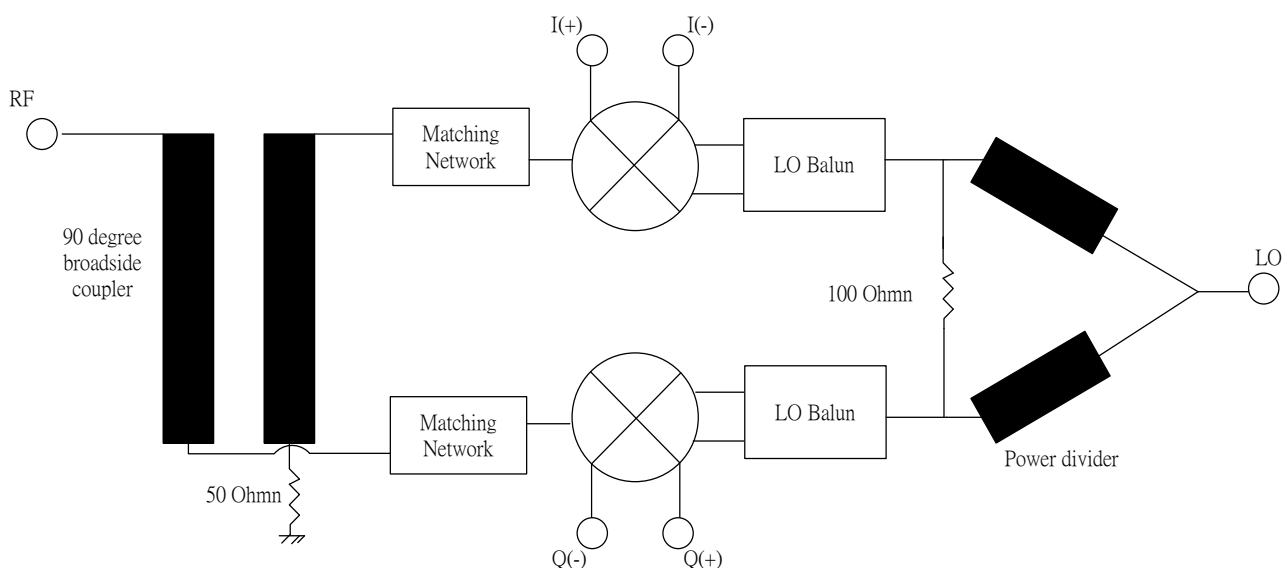 I(+)
I(-)
RF
Matching
Network
LO Balun
90 degree
broadside
coupler
100 Ohmn
LO
Matching
Network
LO Balun
Power divider
50 Ohmn
Q(-)
Q(+)